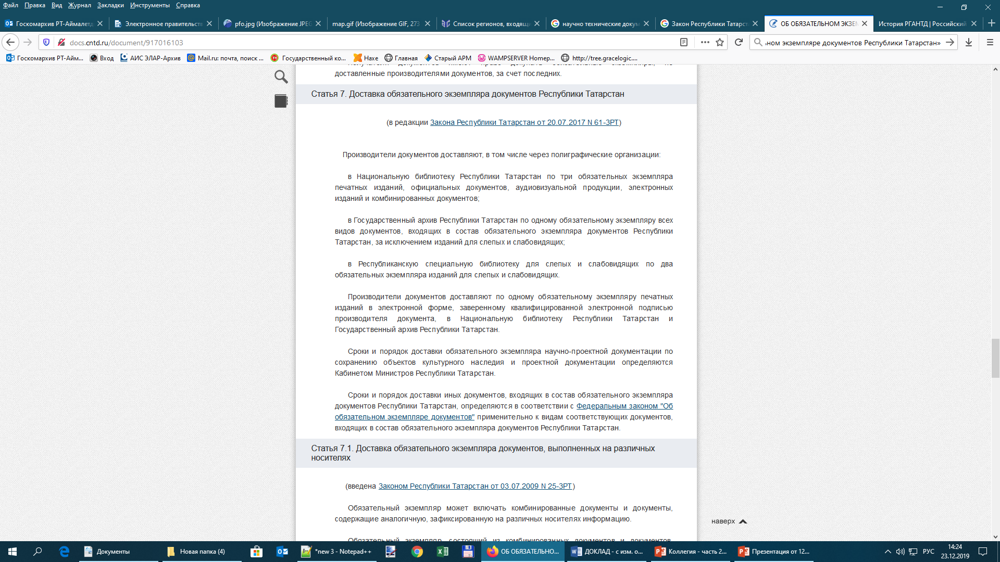 Файл Правка Вид Журнал Закладки Инструменты Справка
Госкомархив РТ-Аймалетд
Электронное правительств
pfo.jpg (Изображение JPEG
map.gif (Изображение GIF, 273
Список регионов, входящи
научно технические докум
Закон Республики Татарст
ОБ ОБЯЗАТЕЛЬНОМ ЭКЗЕМ
История РГАНТД | Российский
docs.cntd.ru/document/917016103
ном экземпляре документов Республики Татарстан»
Госкомархив РТ-Айм...
Вход
АИС ЭЛАР-Архив
Mail.ru: почта, поиск ...
Государственный ко...
Нахе
Главная
Старый АРМ
WAMPSERVER Homep...
http://tree.gracelogic....
доставленные производителями документов, за счет последних.
Статья 7. Доставка обязательного экземпляра документов Республики Татарстан
(в редакции Закона Республики Татарстан от 20.07.2017 N 61-ЗРТ)
Производители документов доставляют, в том числе через полиграфические организации:
в Национальную библиотеку Республики Татарстан по три обязательных экземпляра
печатных изданий, официальных документов, аудиовизуальной продукции, электронных
изданий и комбинированных документов;
в Государственный архив Республики Татарстан по одному обязательному экземпляру всех
видов документов, входящих в состав обязательного экземпляра документов Республики
Татарстан, за исключением изданий для слепых и слабовидящих;
в Республиканскую специальную библиотеку для слепых и слабовидящих по два
обязательных экземпляра изданий для слепых и слабовидящих.
Производители документов доставляют по одному обязательному экземпляру печатных
изданий в электронной форме, заверенному квалифицированной электронной подписью
производителя документа, в Национальную библиотеку Республики Татарстан и
Государственный архив Республики Татарстан.
Сроки и порядок доставки обязательного экземпляра научно-проектной документации по
сохранению объектов культурного наследия и проектной документации определяются
Кабинетом Министров Республики Татарстан.
Сроки и порядок доставки иных документов, входящих в состав обязательного экземпляра
документов Республики Татарстан, определяются в соответствии с Федеральным законом "Об
обязательном экземпляре документов" применительно к видам соответствующих документов,
входящих в состав обязательного экземпляра документов Республики Татарстан.
Статья 7.1. Доставка обязательного экземпляра документов, выполненных на различных
носителях
(введена Законом Республики Татарстан от 03.07.2009 N 25-ЗРТ)
Обязательный экземпляр может включать комбинированные документы и документы,
содержащие аналогичную, зафиксированную на различных носителях информацию.
наверх
Обязательный экземпляр, состоящий из комбинированных документов и документов,
Документы
Новая папка (4)
*new 3 - Notepad++
ОБ ОБЯЗАТЕЛЬНО...
ДОКЛАД - с изм. о...
Коллегия - часть 2...
Презентация от 12...
РУС
14:24
23.12.2019